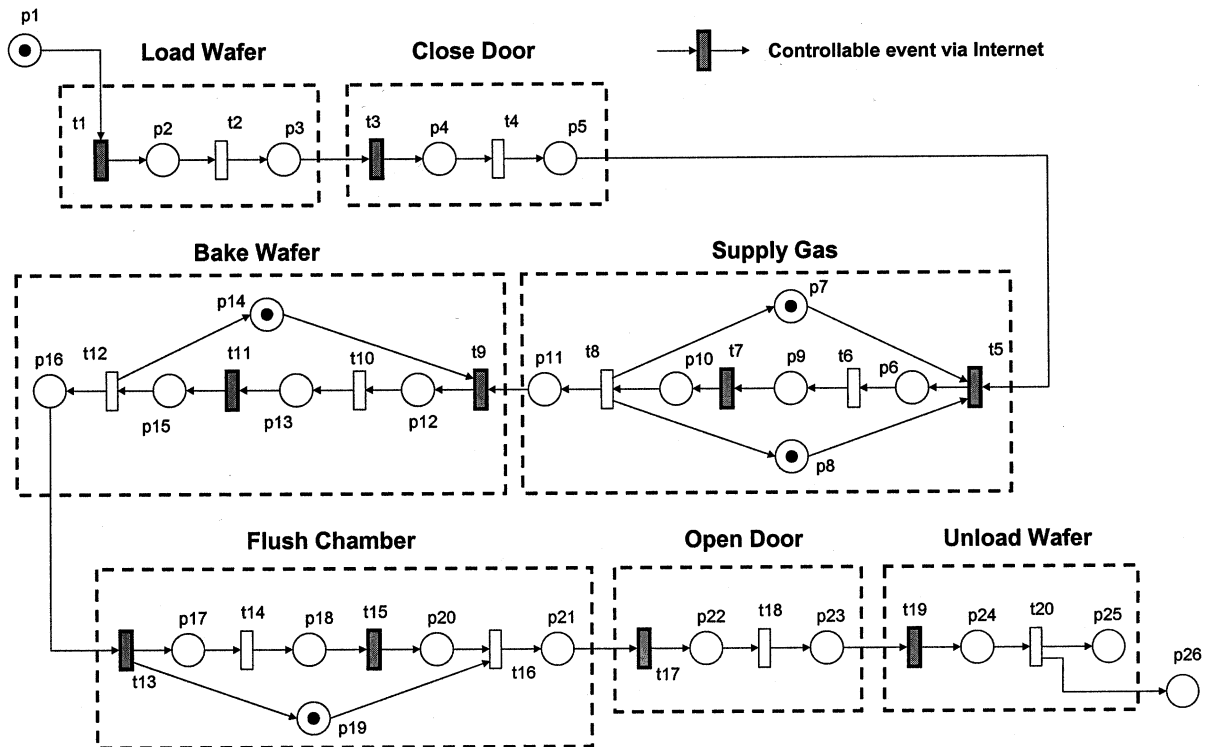 p1
Load Wafer
Close Door
Controllable event via Internet
t1
p2
t2
p3
t3
p4
t4
p5
Bake Wafer
Supply Gas
p14
p7
p16
t12
t11
t10
t9
p11
t8
p10
t7
p9
t6
p6
t5
p15
p13
p12
p8
Flush Chamber
Open Door
Unload Wafer
p17
t14
p18
t15
p20
p21
p22
t18
p23
t19
p24
t20
p25
t13
t16
t17
p26
p19